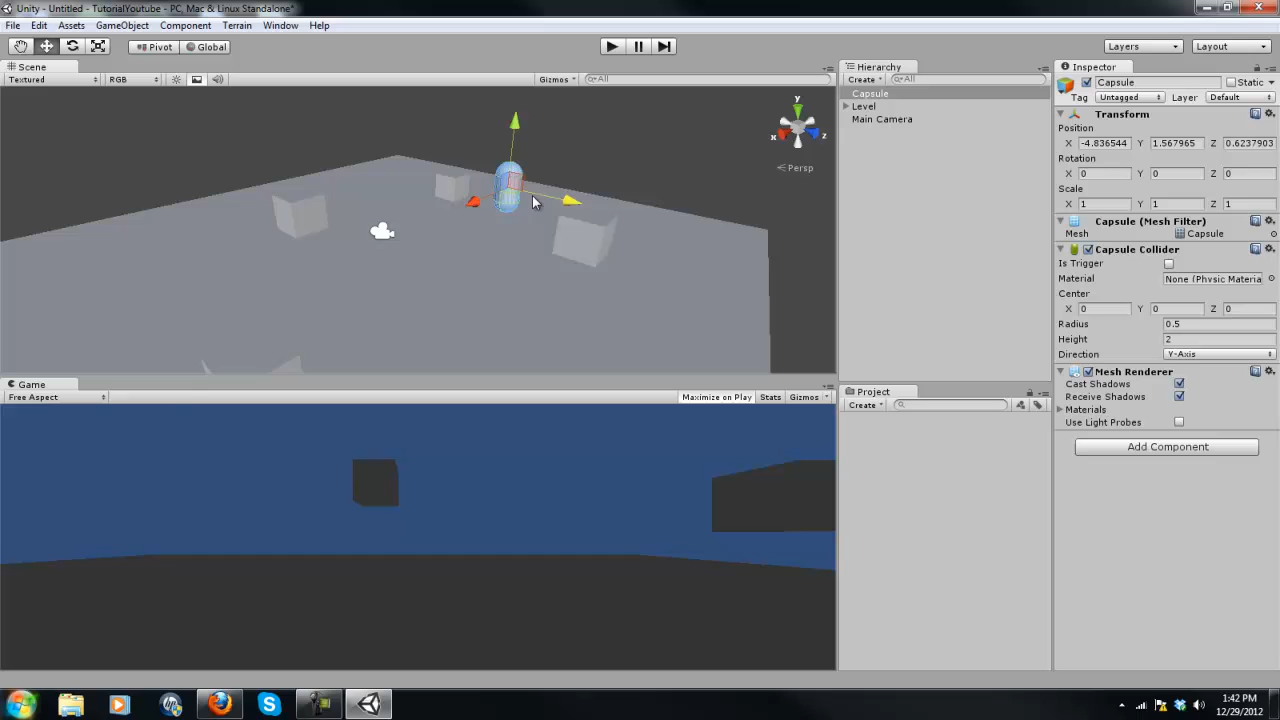 Unity - Untitled - TutorialYoutube - PC, Mac & Linux Standalone*
File Edit Assets GameObject Component Terrain Window Help
Pivot Global Layers Layout
Scene
Textured RGB Gizmos All
y
x
z
Persp
Game
Free Aspect Maximize on Play Stats Gizmos
Hierarchy
Create All
Capsule
Level
Main Camera
Project
Create
Inspector
Capsule Static
Tag Untagged Layer Default
Transform
Position
X -4.836544 Y 1.567965 Z 0.6237903
Rotation
X 0 Y 0 Z 0
Scale
X 1 Y 1 Z 1
Capsule (Mesh Filter)
Mesh Capsule
Capsule Collider
Is Trigger
Material None (Physic Materia
Center
X 0 Y 0 Z 0
Radius 0.5
Height 2
Direction Y-Axis
Mesh Renderer
Cast Shadows
Receive Shadows
Materials
Use Light Probes
Add Component
1:42 PM
12/29/2012